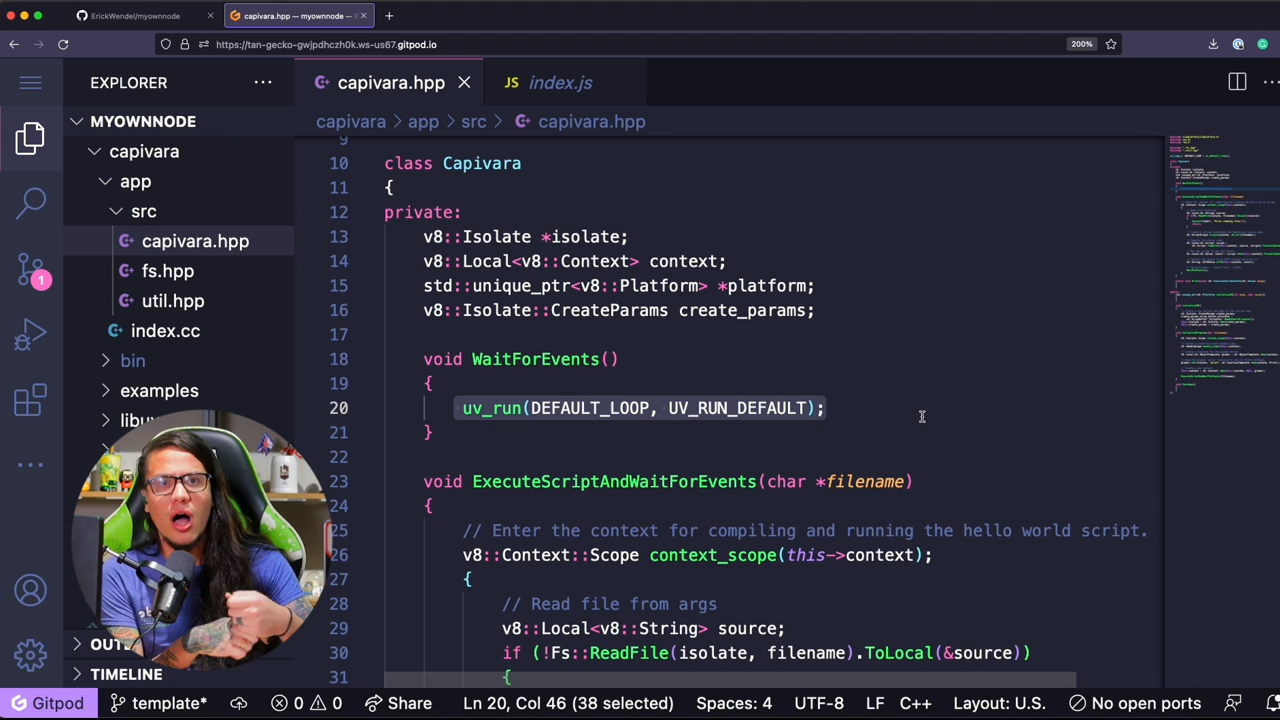 ErickWendel/myownnode
capivara.hpp — myownnode — G
https://tan-gecko-gwjpdhczh0k.ws-us67.gitpod.io
200%
EXPLORER
capivara.hpp
JS index.js
MYOWNNODE
capivara > app > src > capivara.hpp
capivara
app
src
capivara.hpp
fs.hpp
util.hpp
index.cc
bin
examples
lib
OUT
TIMELINE
1
9
10 class Capivara
11 {
12 private:
13 v8::Isolate *isolate;
14 v8::Local<v8::Context> context;
15 std::unique_ptr<v8::Platform> *platform;
16 v8::Isolate::CreateParams create_params;
17
18 void WaitForEvents()
19 {
20 uv_run(DEFAULT_LOOP, UV_RUN_DEFAULT);
21 }
22
23 void ExecuteScriptAndWaitForEvents(char *filename)
24 {
25 // Enter the context for compiling and running the hello world script.
26 v8::Context::Scope context_scope(this->context);
27 {
28 // Read file from args
29 v8::Local<v8::String> source;
30 if (!Fs::ReadFile(isolate, filename).ToLocal(&source))
31 {
Gitpod template* 0 0 Share Ln 20, Col 46 (38 selected) Spaces: 4 UTF-8 LF C++ Layout: U.S. No open ports